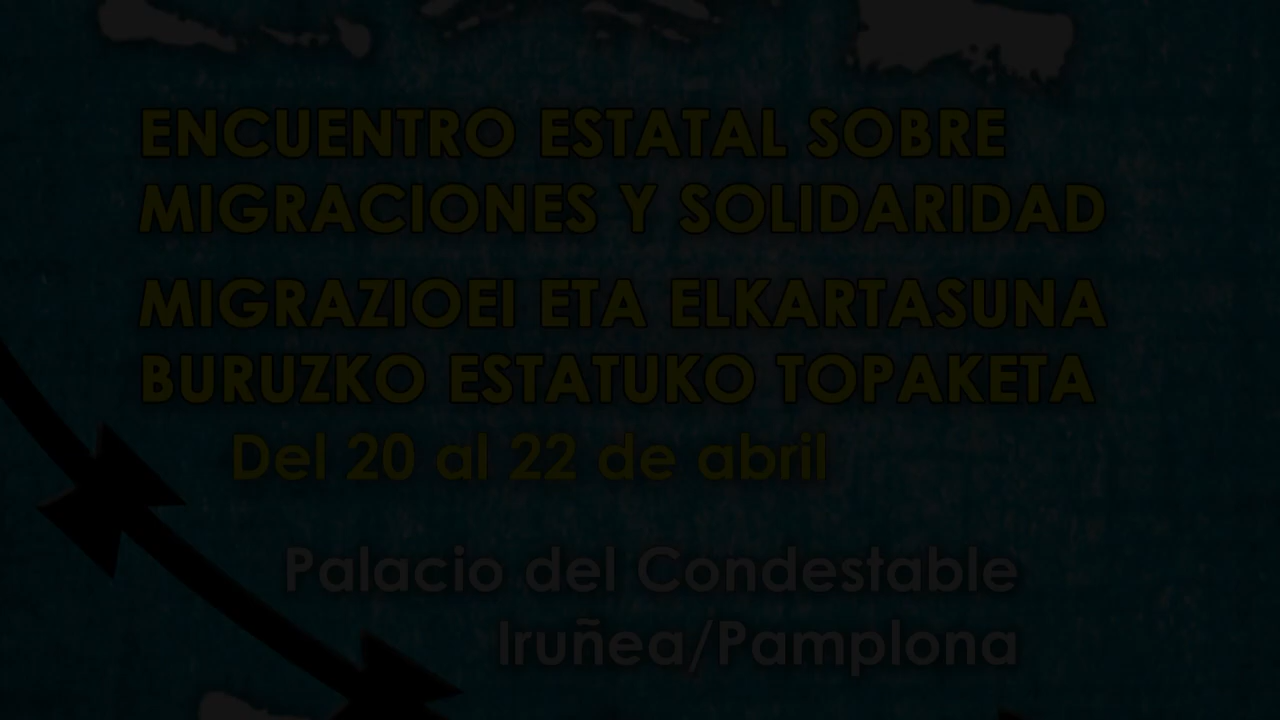 ENCUENTRO ESTATAL SOBRE
MIGRACIONES Y SOLIDARIDAD
MIGRAZIOEI ETA ELKARTASUNA
BURUZKO ESTATUKO TOPAKETA
Del 20 al 22 de abril
Palacio del Condestable
Iruñea/Pamplona